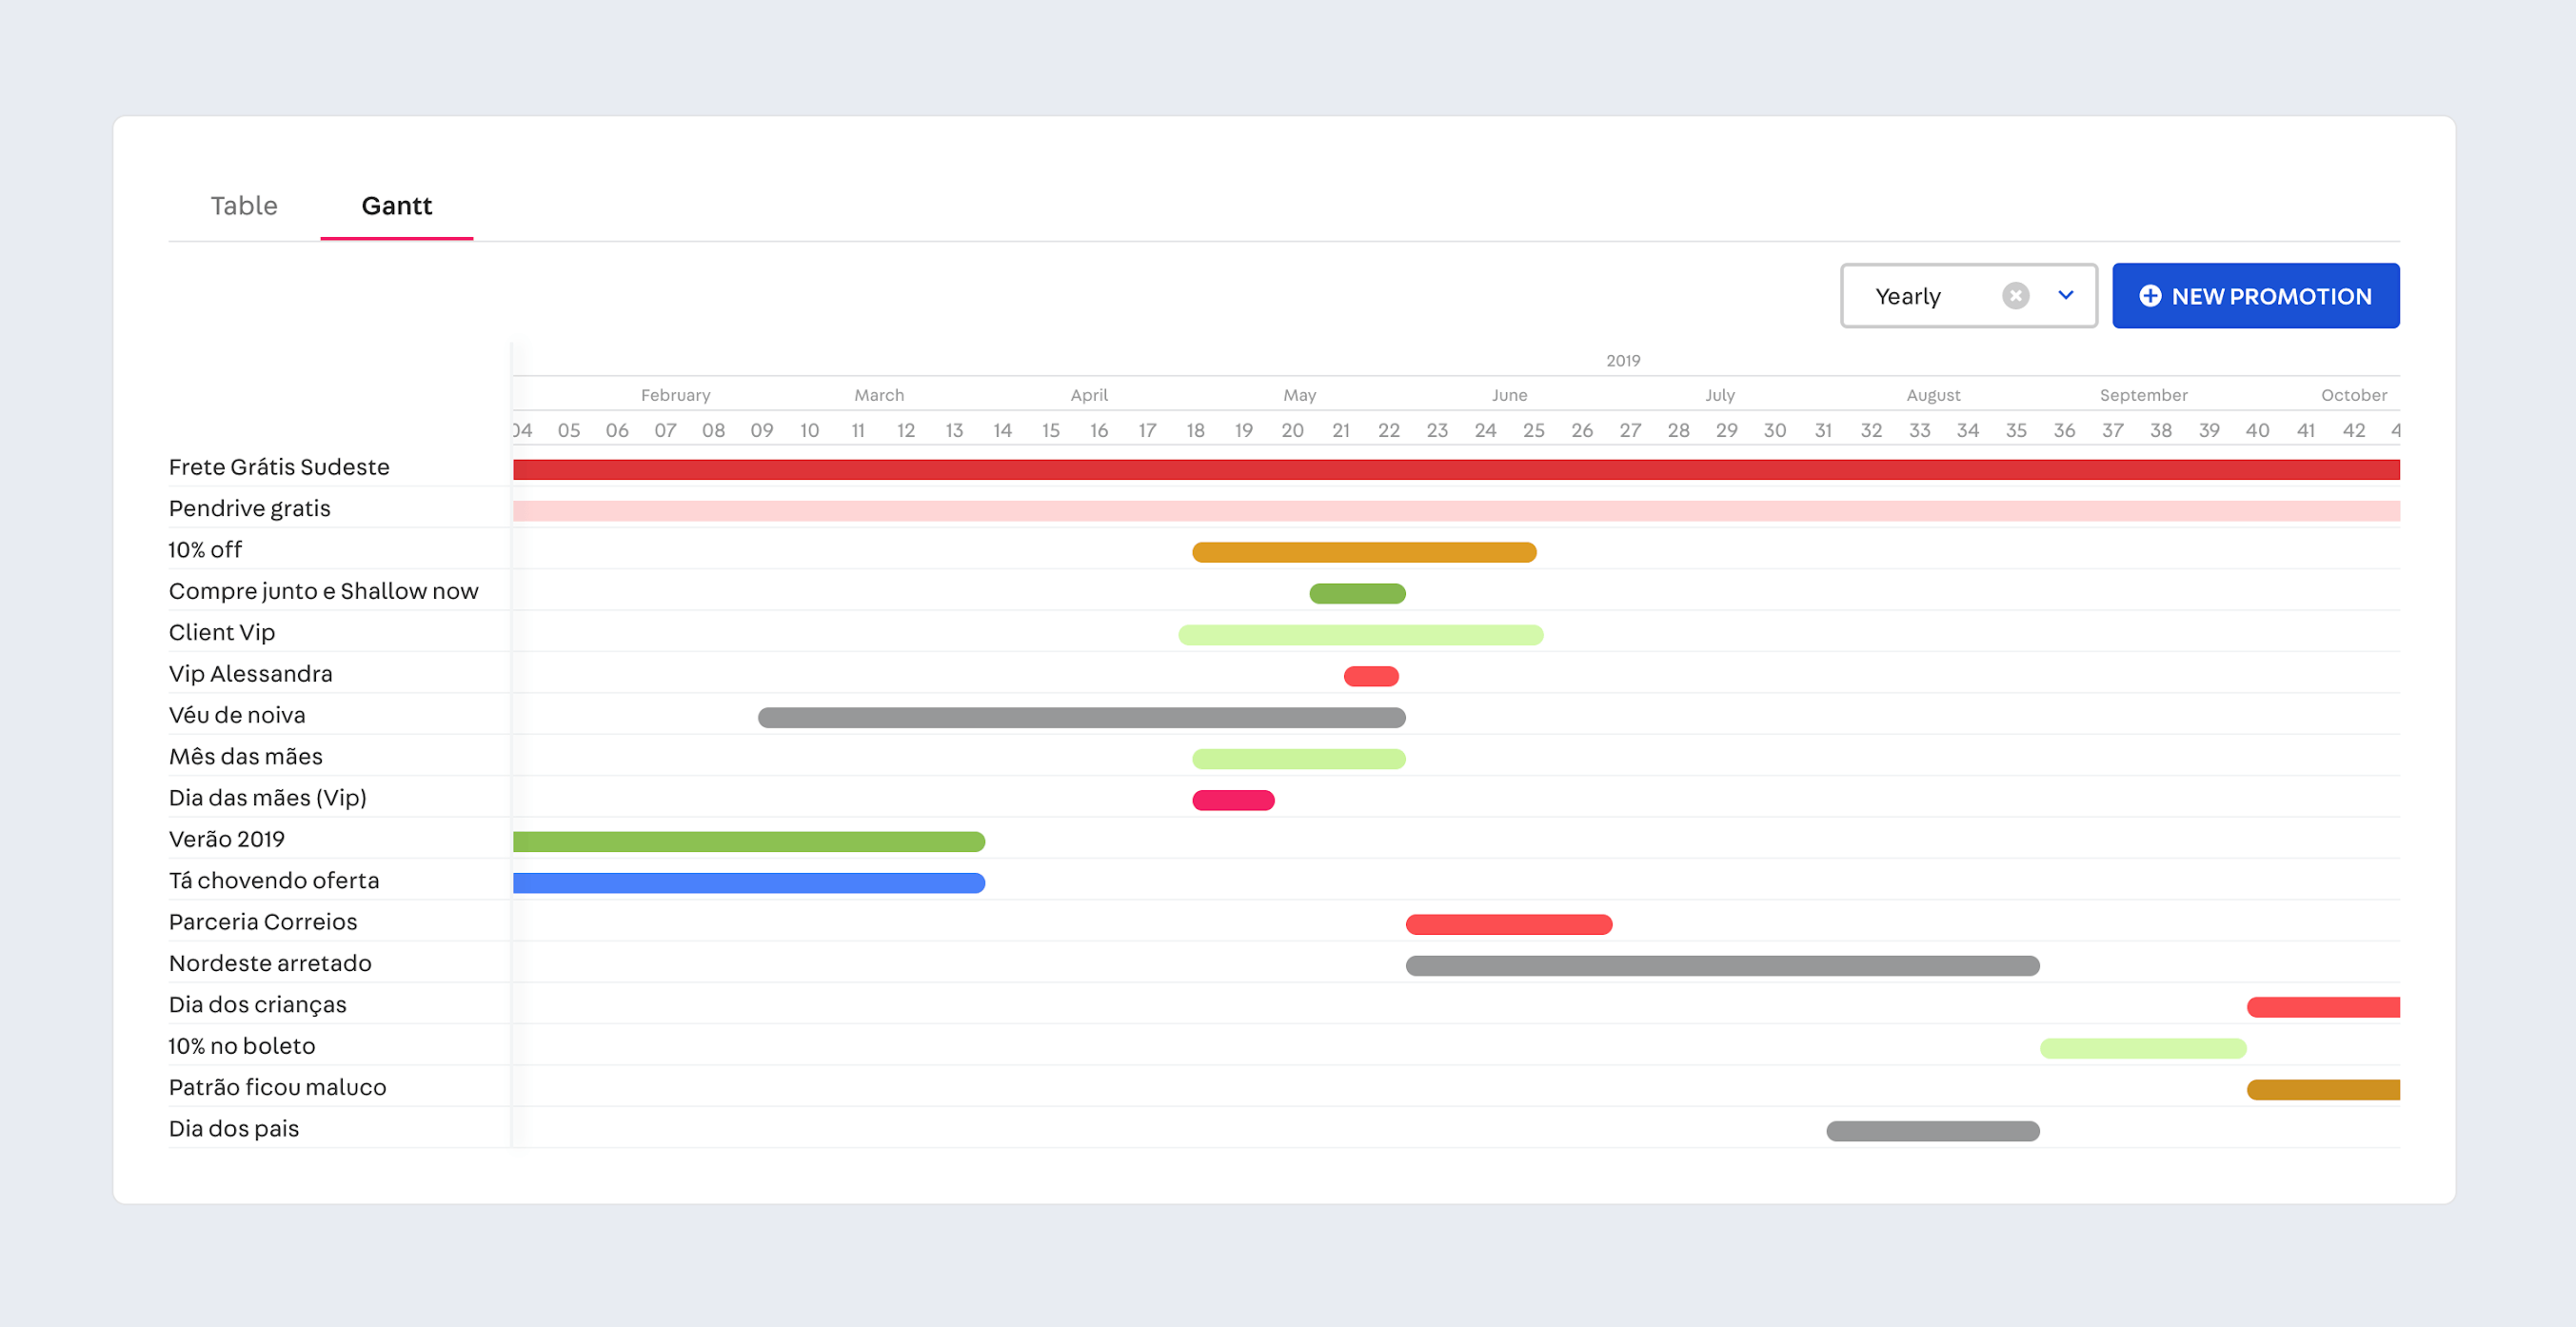 Table Gantt
Yearly NEW PROMOTION
2019
February March April May June July August September October
04 05 06 07 08 09 10 11 12 13 14 15 16 17 18 19 20 21 22 23 24 25 26 27 28 29 30 31 32 33 34 35 36 37 38 39 40 41 42
Frete Grátis Sudeste
Pendrive gratis
10% off
Compre junto e Shallow now
Client Vip
Vip Alessandra
Véu de noiva
Mês das mães
Dia das mães (Vip)
Verão 2019
Tá chovendo oferta
Parceria Correios
Nordeste arretado
Dia dos crianças
10% no boleto
Patrão ficou maluco
Dia dos pais